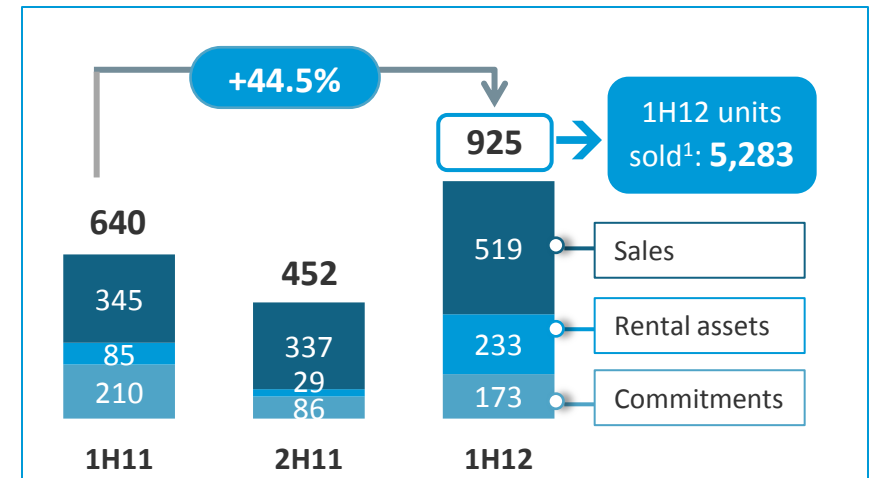 +44.5%
925
1H12 units
sold¹: 5,283
640
452
345
85
210
337
29
86
519
233
173
Sales
Rental assets
Commitments
1H11
2H11
1H12